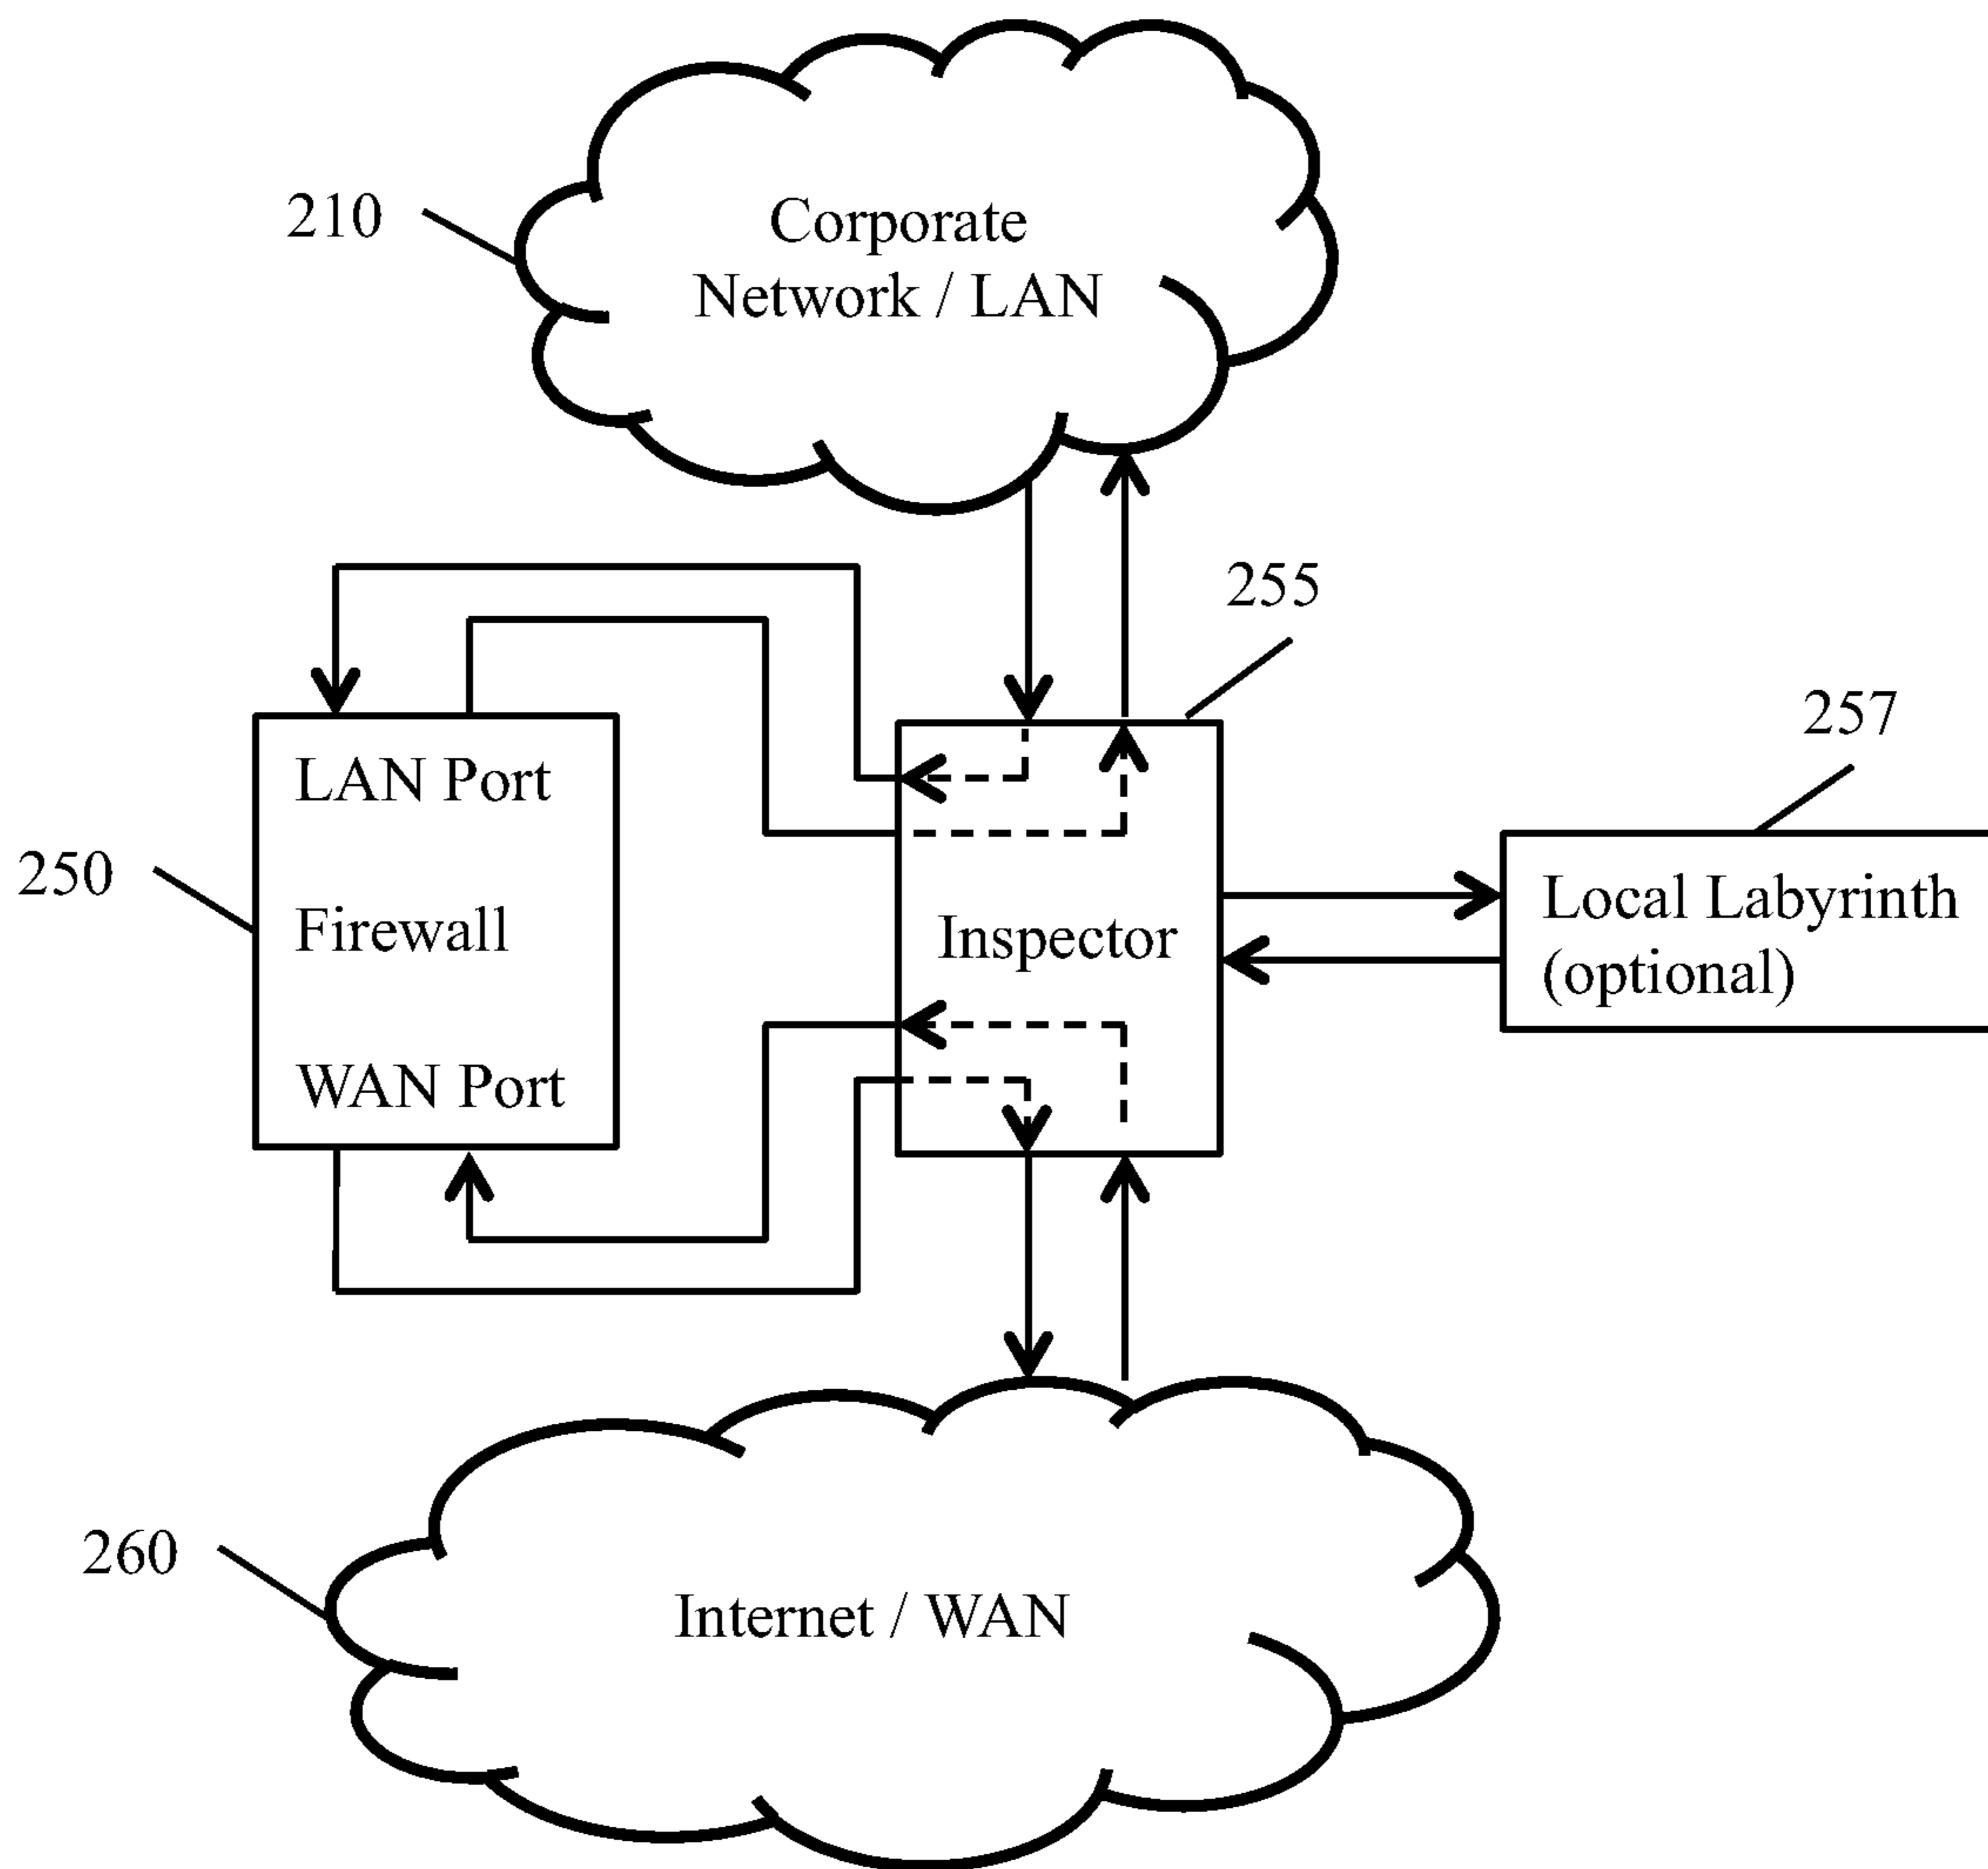 210
Corporate
Network / LAN
255
257
LAN Port
250
Firewall
WAN Port
Inspector
Local Labyrinth
(optional)
260
Internet / WAN